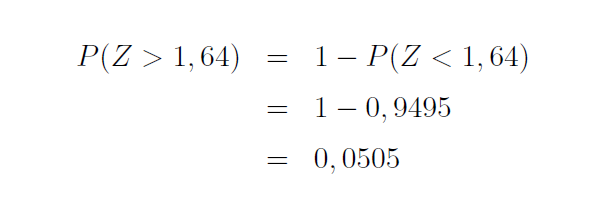 P(Z > 1,64) = 1 − P(Z < 1,64)
= 1 − 0,9495
= 0,0505